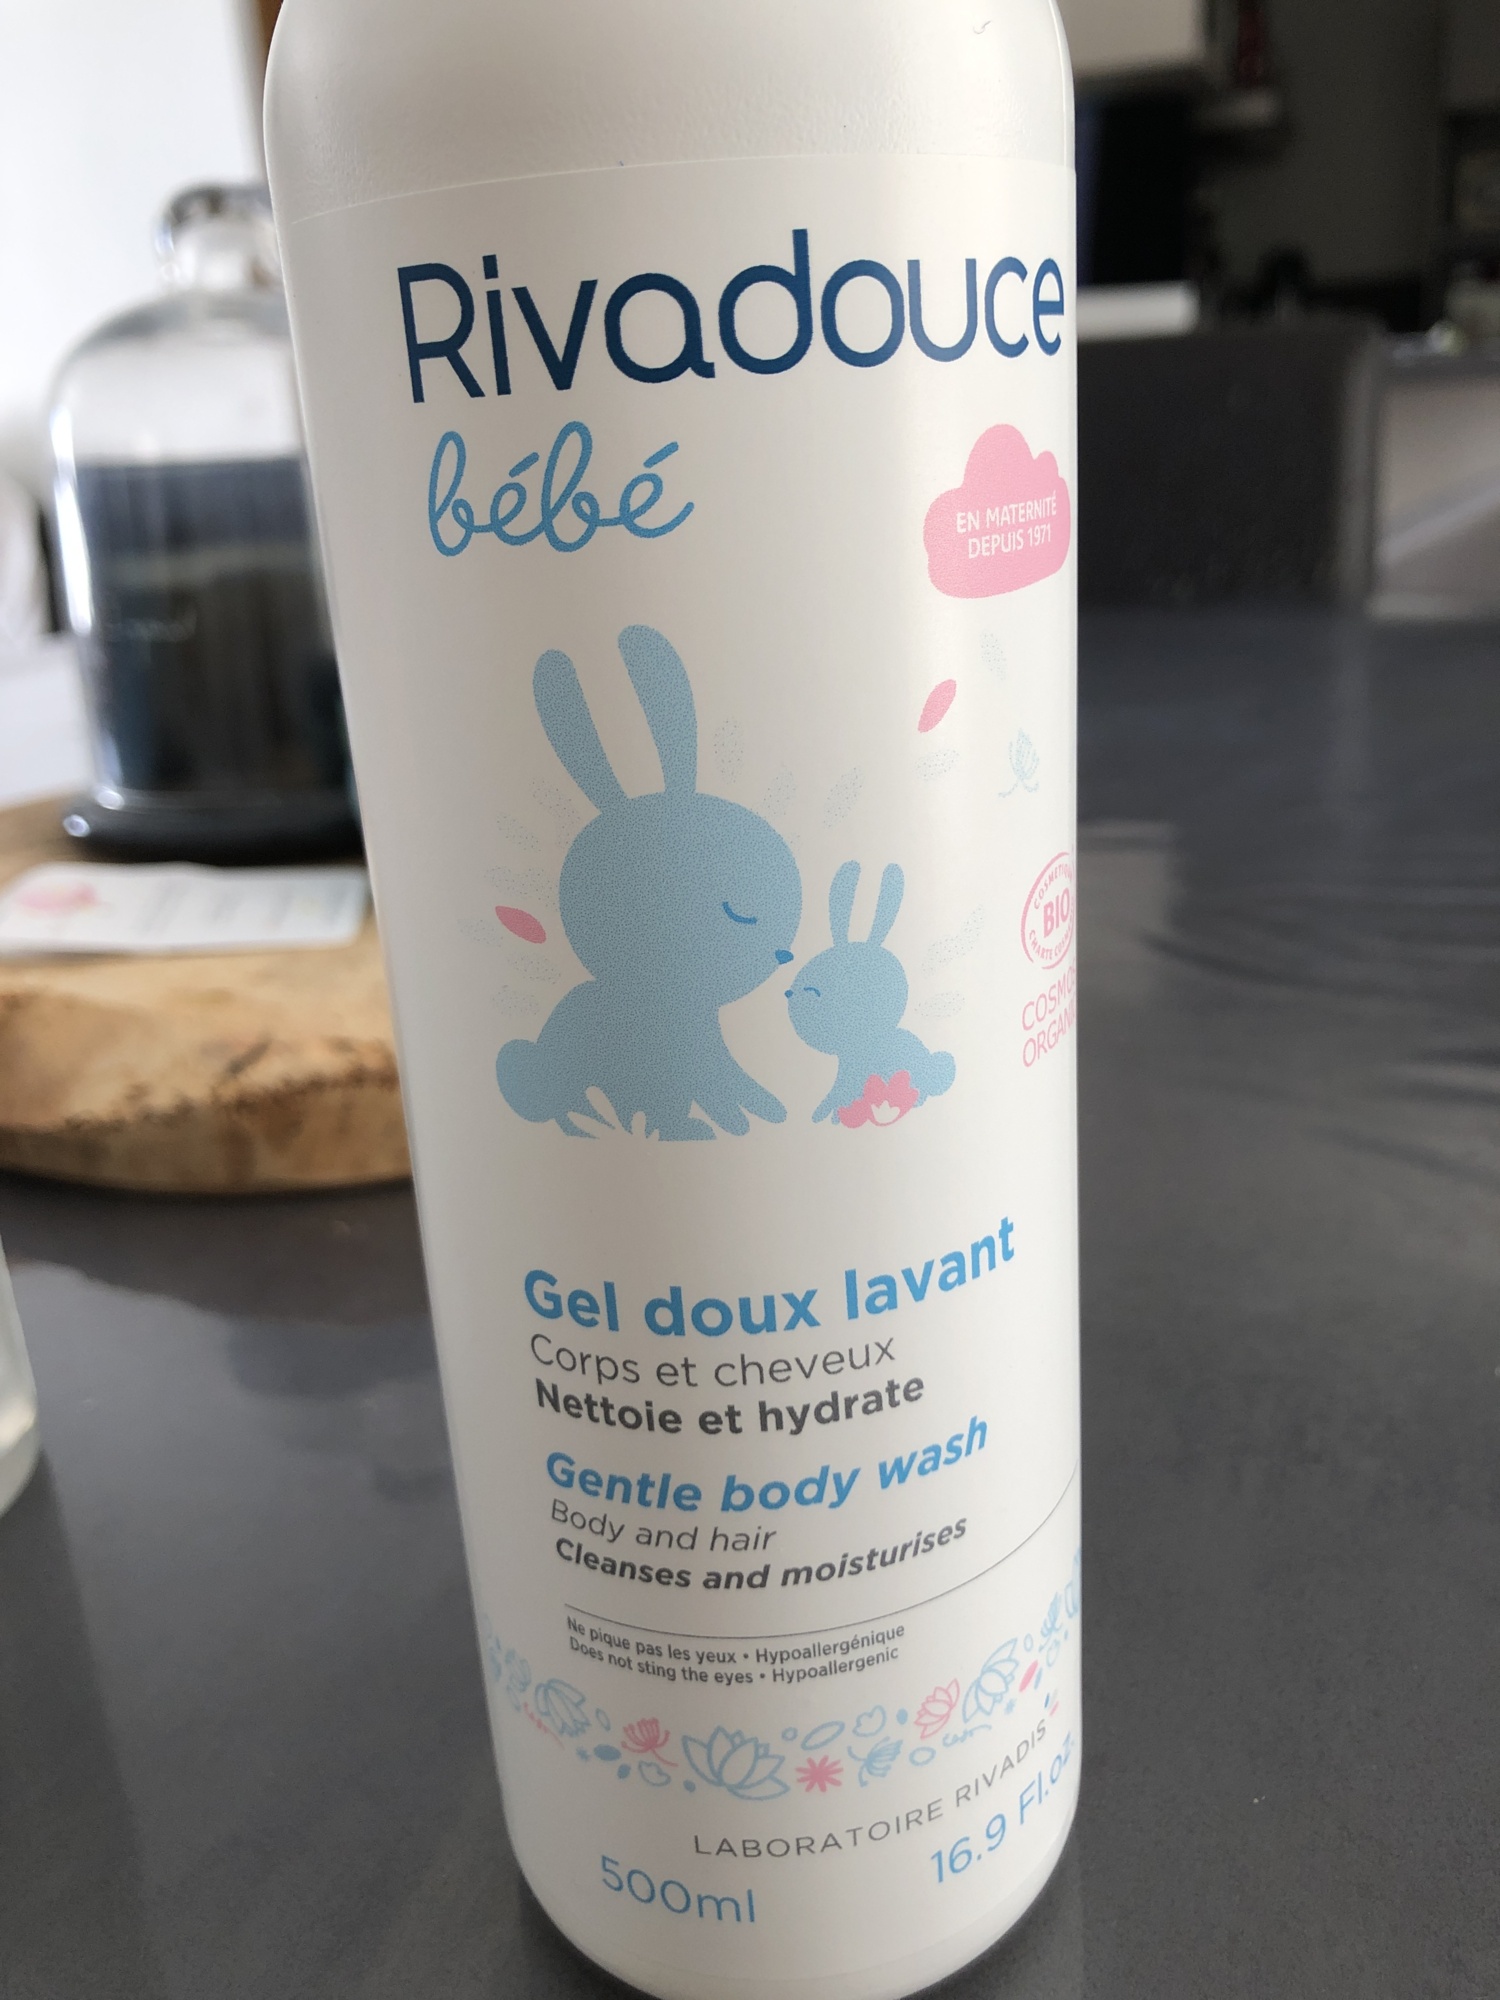 Rivadouce
bébé
EN MATERNITÉ
DEPUIS 1971
BIO
COSMOS
ORGANIC
Gel doux lavant
Corps et cheveux
Nettoie et hydrate
Gentle body wash
Body and hair
Cleanses and moisturises
Ne pique pas les yeux • Hypoallergénique
Does not sting the eyes • Hypoallergenic
LABORATOIRE RIVADIS
500ml
16.9 Fl.oz.